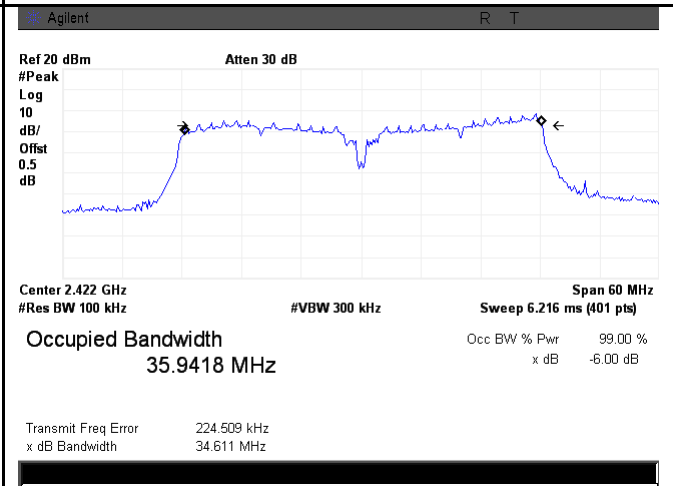 Agilent R T
Ref 20 dBm Atten 30 dB
#Peak
Log
10
dB/
Offst
0.5
dB
Center 2.422 GHz Span 60 MHz
#Res BW 100 kHz #VBW 300 kHz Sweep 6.216 ms (401 pts)
Occupied Bandwidth Occ BW % Pwr 99.00 %
35.9418 MHz x dB -6.00 dB
Transmit Freq Error 224.509 kHz
x dB Bandwidth 34.611 MHz